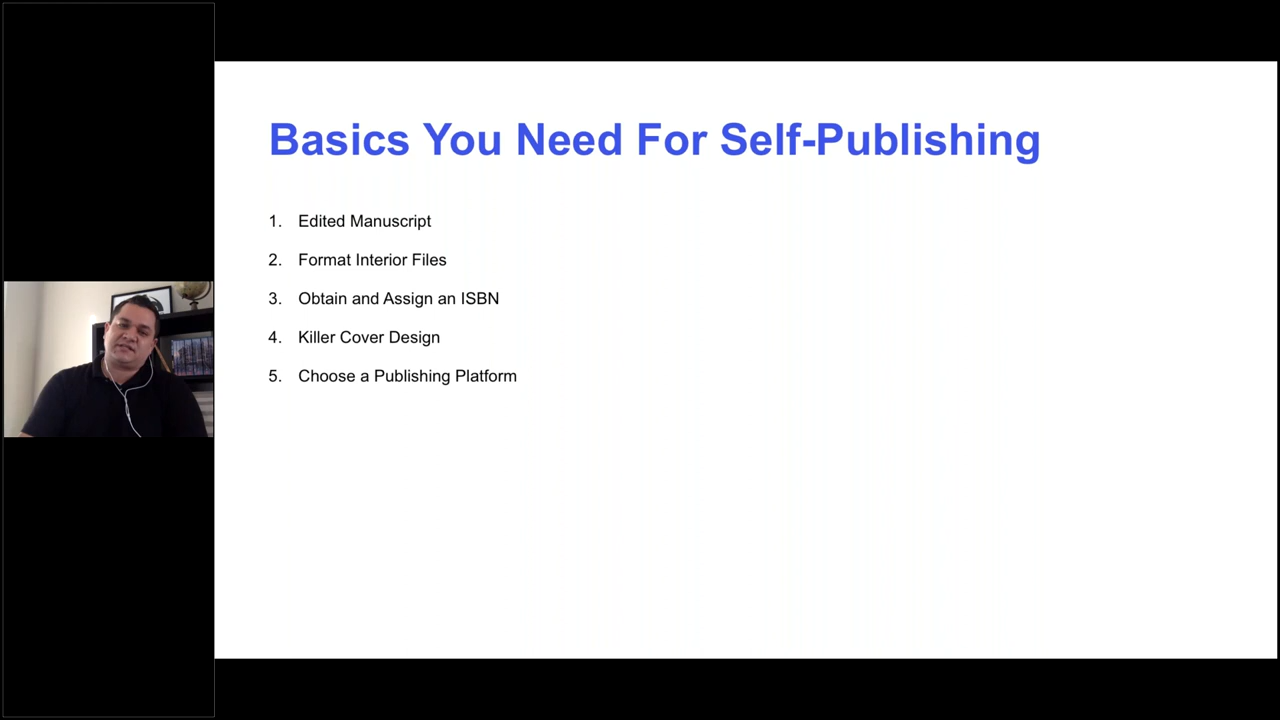 Basics You Need For Self-Publishing
1. Edited Manuscript
2. Format Interior Files
3. Obtain and Assign an ISBN
4. Killer Cover Design
5. Choose a Publishing Platform